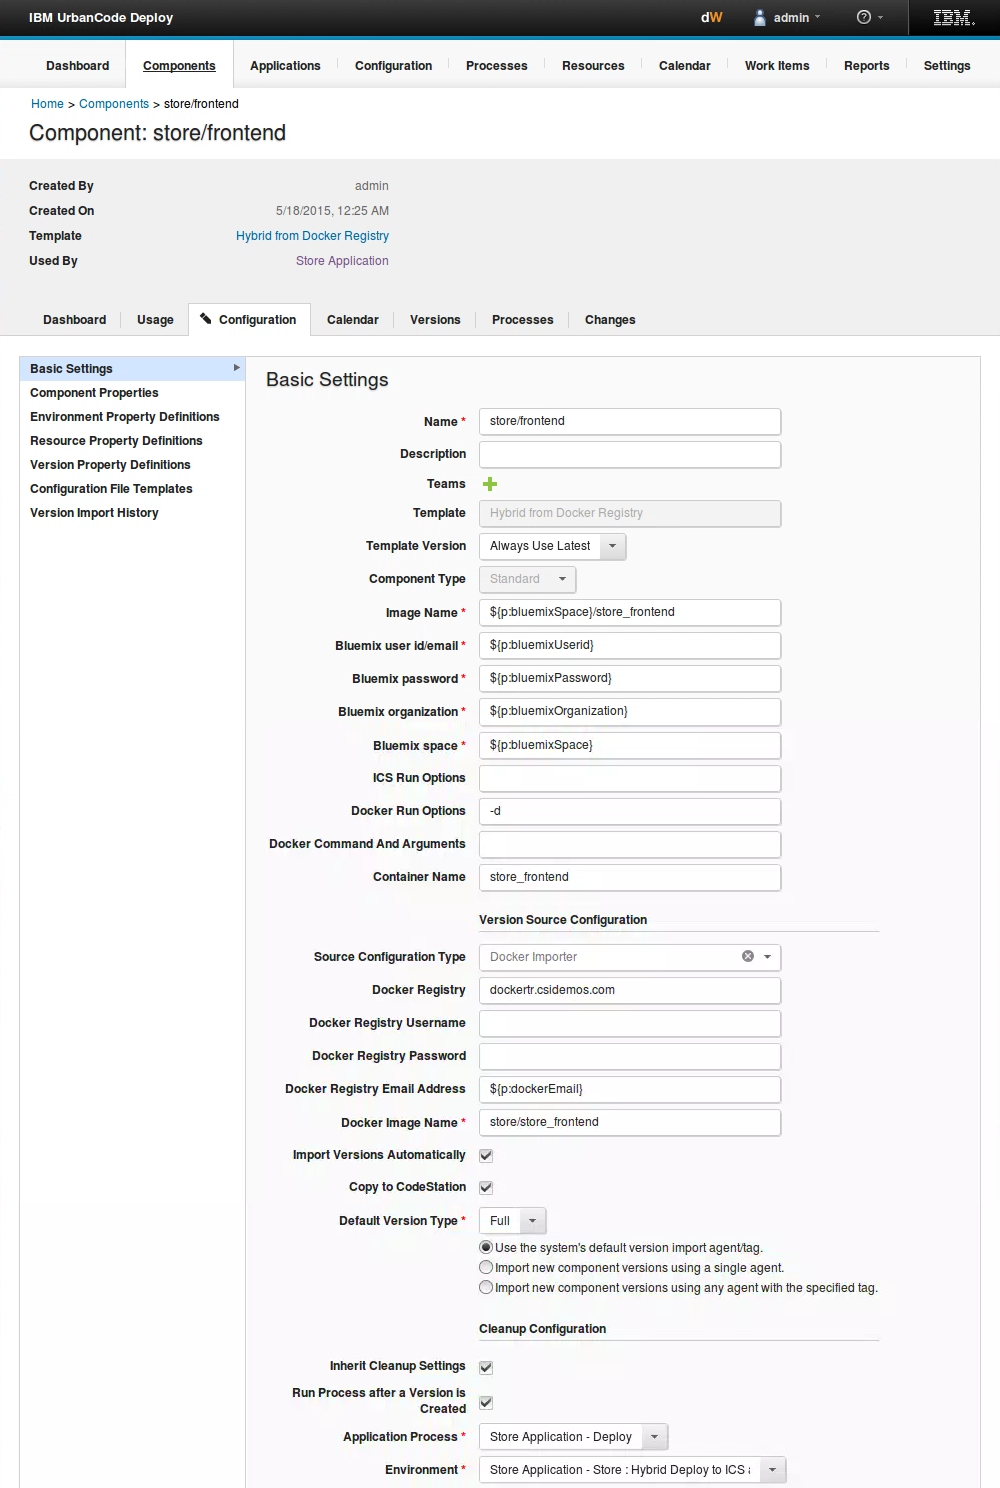 IBM UrbanCode Deploy dW admin ? IBM
Dashboard Components Applications Configuration Processes Resources Calendar Work Items Reports Settings
Home > Components > store/frontend
Component: store/frontend
Created By admin
Created On 5/18/2015, 12:25 AM
Template Hybrid from Docker Registry
Used By Store Application
Dashboard Usage Configuration Calendar Versions Processes Changes
Basic Settings
Component Properties
Environment Property Definitions
Resource Property Definitions
Version Property Definitions
Configuration File Templates
Version Import History
Basic Settings
Name * store/frontend
Description
Teams
Template Hybrid from Docker Registry
Template Version Always Use Latest
Component Type Standard
Image Name * ${p:bluemixSpace}/store_frontend
Bluemix user id/email * ${p:bluemixUserid}
Bluemix password * ${p:bluemixPassword}
Bluemix organization * ${p:bluemixOrganization}
Bluemix space * ${p:bluemixSpace}
ICS Run Options
Docker Run Options -d
Docker Command And Arguments
Container Name store_frontend
Version Source Configuration
Source Configuration Type Docker Importer
Docker Registry dockertr.csidemos.com
Docker Registry Username
Docker Registry Password
Docker Registry Email Address ${p:dockerEmail}
Docker Image Name * store/store_frontend
Import Versions Automatically
Copy to CodeStation
Default Version Type * Full
Use the system's default version import agent/tag.
Import new component versions using a single agent.
Import new component versions using any agent with the specified tag.
Cleanup Configuration
Inherit Cleanup Settings
Run Process after a Version is
Created
Application Process * Store Application - Deploy
Environment * Store Application - Store : Hybrid Deploy to ICS